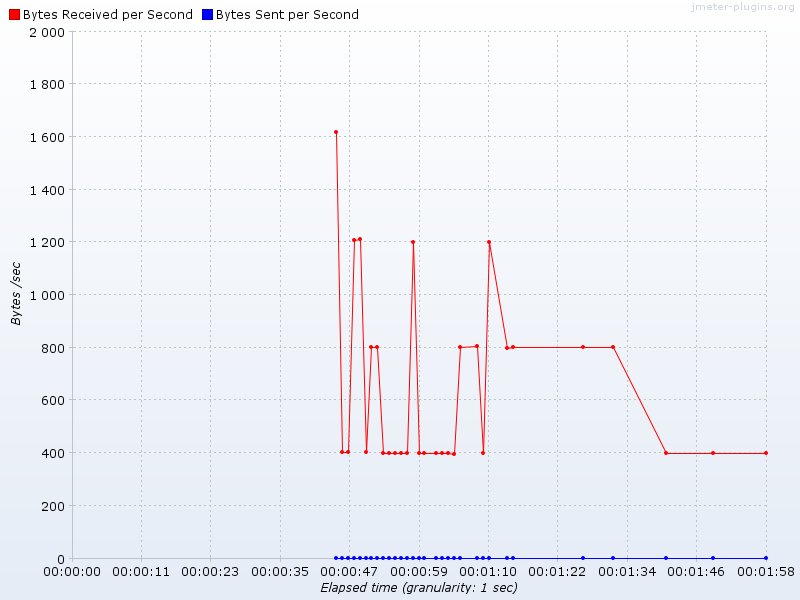 jmeter-plugins.org
Bytes Received per Second Bytes Sent per Second
2 000
1 800
1 600
1 400
1 200
1 000
800
600
400
200
0
Bytes /sec
00:00:00 00:00:11 00:00:23 00:00:35 00:00:47 00:00:59 00:01:10 00:01:22 00:01:34 00:01:46 00:01:58
Elapsed time (granularity: 1 sec)